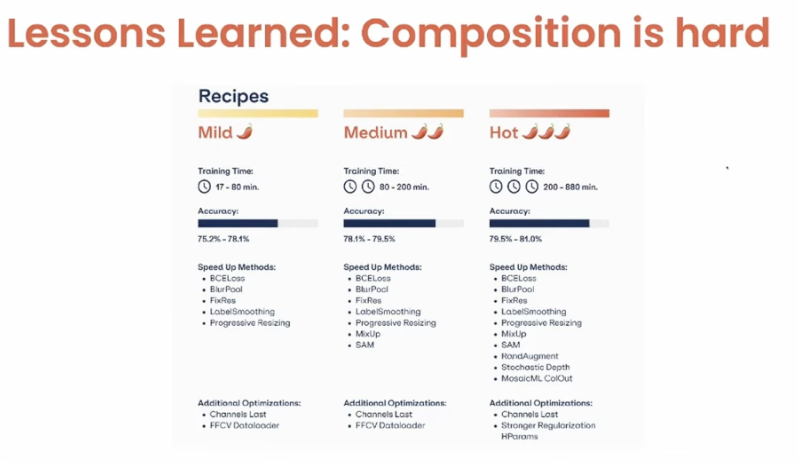 Lessons Learned: Composition is hard
Recipes
Mild
Training Time:
17 - 80 min.
Accuracy:
75.2% - 78.1%
Speed Up Methods:
• BCELoss
• BlurPool
• FixRes
• LabelSmoothing
• Progressive Resizing
Additional Optimizations:
• Channels Last
• FFCV Dataloader
Medium
Training Time:
80 - 200 min.
Accuracy:
78.1% - 79.5%
Speed Up Methods:
• BCELoss
• BlurPool
• FixRes
• LabelSmoothing
• Progressive Resizing
• MixUp
• SAM
Additional Optimizations:
• Channels Last
• FFCV Dataloader
Hot
Training Time:
200 - 880 min.
Accuracy:
79.5% - 81.0%
Speed Up Methods:
• BCELoss
• BlurPool
• FixRes
• LabelSmoothing
• Progressive Resizing
• MixUp
• SAM
• RandAugment
• Stochastic Depth
• MosaicML ColOut
Additional Optimizations:
• Channels Last
• Stronger Regularization
HParams